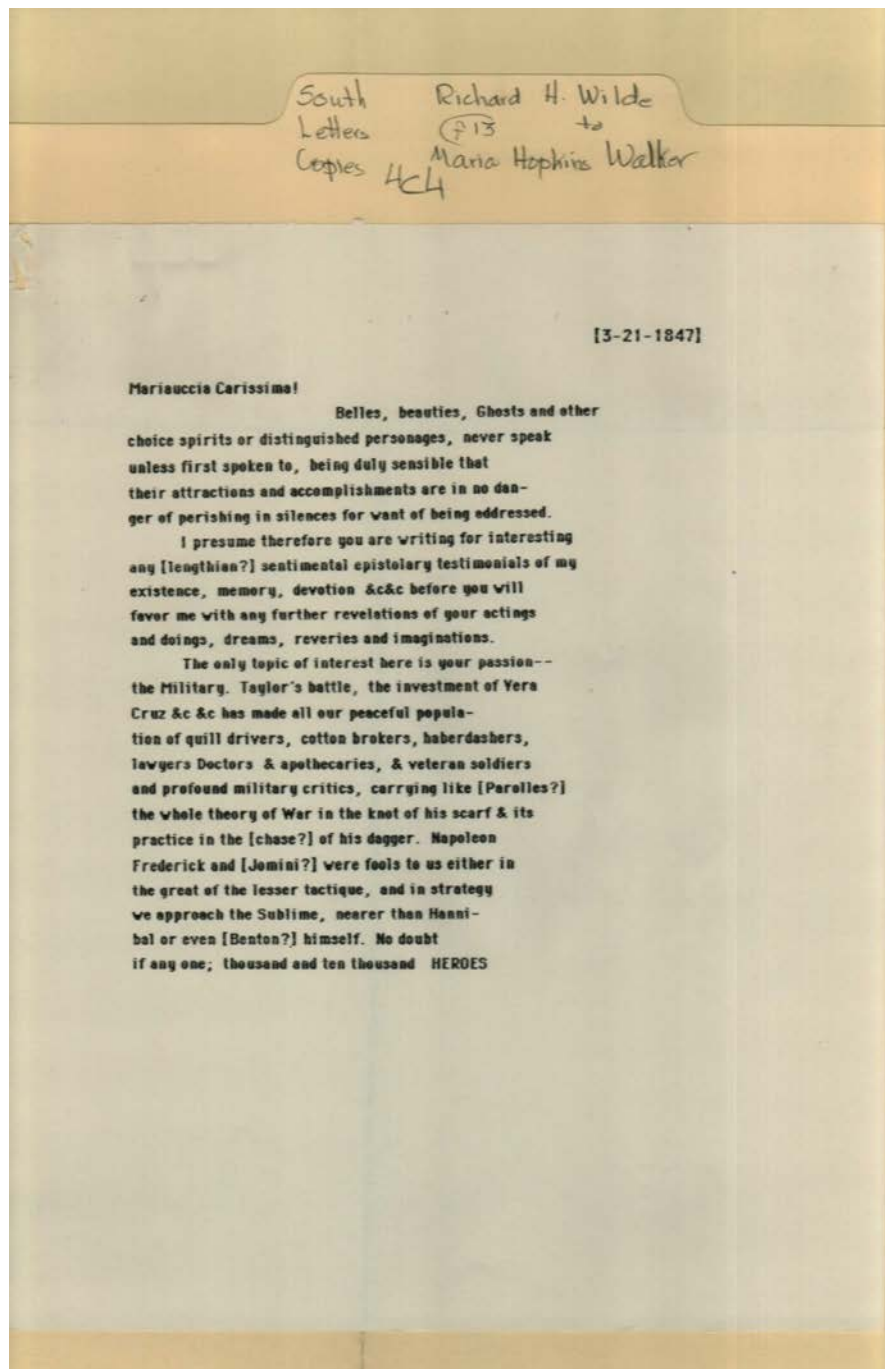 South Richard H. Wilde
Letters f 13 to
Copies 4C4 Maria Hopkins Walker
[3-21-1847]
Mariauccia Carissima!
Belles, beauties, Ghosts and other
choice spirits or distinguished personages, never speak
unless first spoken to, being duly sensible that
their attractions and accomplishments are in no dan-
ger of perishing in silences for want of being addressed.
I presume therefore you are writing for interesting
any [lengthian?] sentimental epistolary testimonials of my
existence, memory, devotion &c&c before you will
favor me with any further revelations of your actings
and doings, dreams, reveries and imaginations.
The only topic of interest here is your passion--
the Military. Taylor's battle, the investment of Vera
Cruz &c &c has made all our peaceful popula-
tion of quill drivers, cotton brokers, haberdashers,
lawyers Doctors & apothecaries, & veteran soldiers
and profound military critics, carrying like [Parolles?]
the whole theory of War in the knot of his scarf & its
practice in the [chase?] of his dagger. Napoleon
Frederick and [Jomini?] were fools to us either in
the great of the lesser tactique, and in strategy
we approach the Sublime, nearer than Hanni-
bal or even [Benton?] himself. No doubt
if any one; thousand and ten thousand HEROES